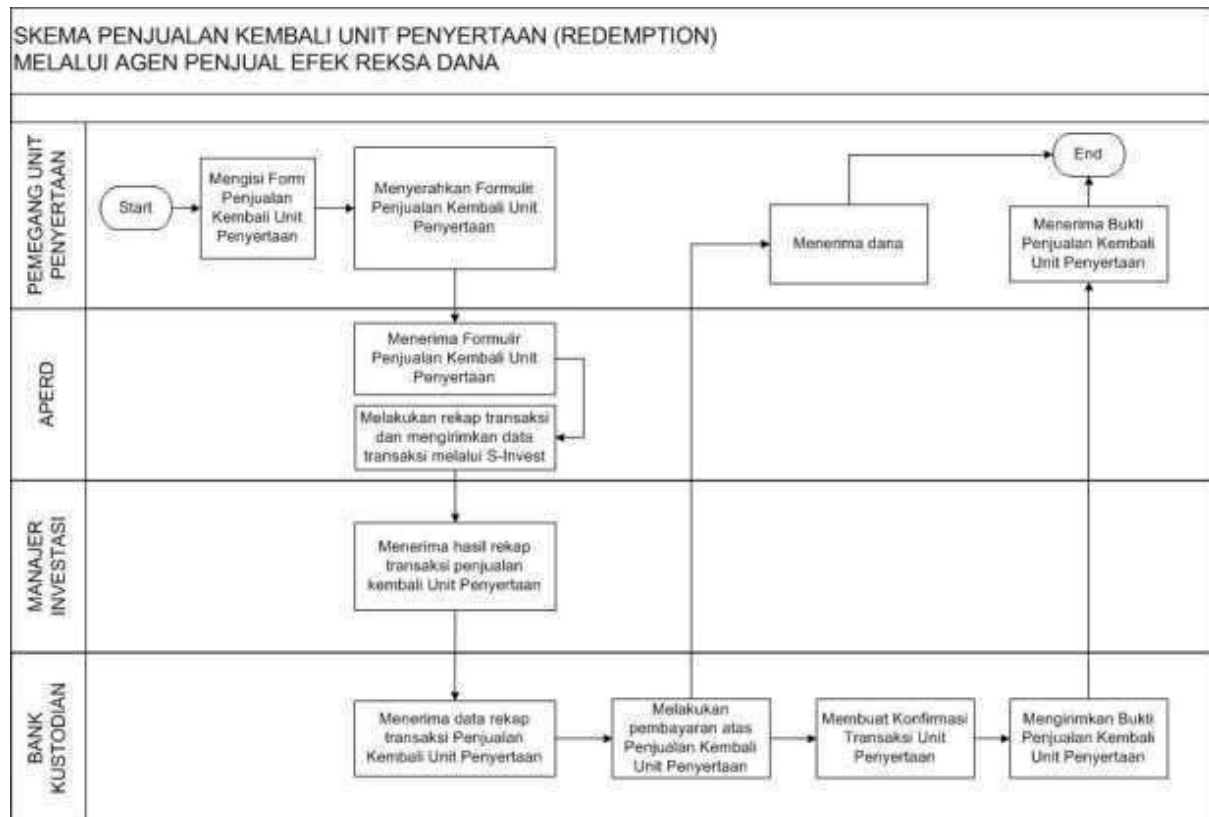 SKEMA PENJUALAN KEMBALI UNIT PENYERTAAN (REDEMPTION)
MELALUI AGEN PENJUAL EFEK REKSA DANA
PEMEGANG UNIT
PENYERTAAN
Start
Mengisi Form
Penjualan
Kembali Unit
Penyertaan
Menyerahkan Formulir
Penjualan Kembali Unit
Penyertaan
Menerima dana
End
Menerima Bukti
Penjualan Kembali
Unit Penyertaan
APERD
Menerima Formulir
Penjualan Kembali Unit
Penyertaan
Melakukan rekap transaksi
dan mengirimkan data
transaksi melalui S-Invest
MANAJER
INVESTASI
Menerima hasil rekap
transaksi penjualan
kembali Unit Penyertaan
BANK
KUSTODIAN
Menerima data rekap
transaksi Penjualan
Kembali Unit Penyertaan
Melakukan
pembayaran atas
Penjualan Kembali
Unit Penyertaan
Membuat Konfirmasi
Transaksi Unit
Penyertaan
Mengirimkan Bukti
Penjualan Kembali
Unit Penyertaan